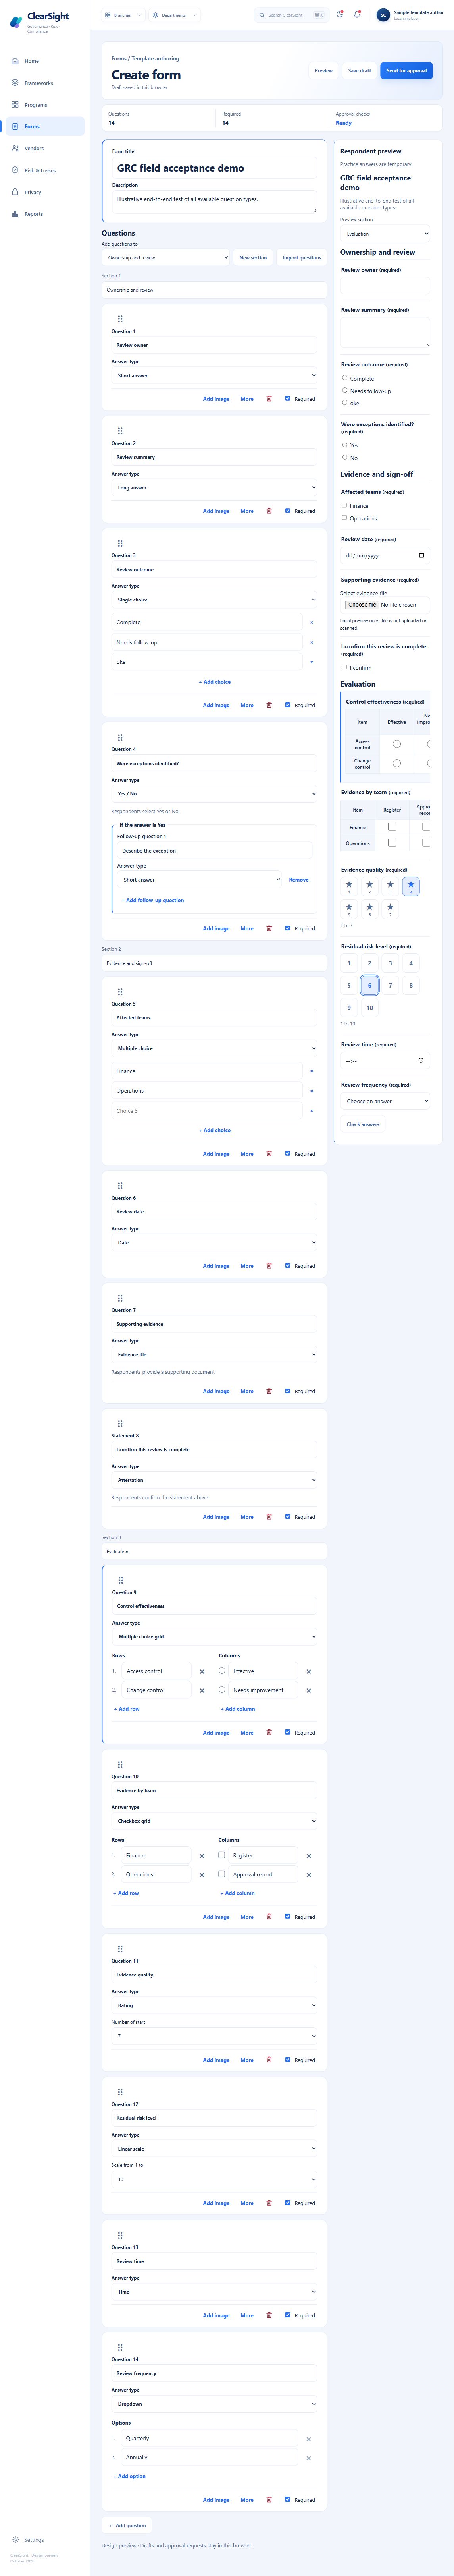 ClearSight
Governance · Risk · Compliance
Home
Frameworks
Programs
Forms
Vendors
Risk & Losses
Privacy
Reports
Settings
Branches
Departments
Search ClearSight
SC
Sample template author
Forms / Template authoring
Create form
Draft saved in this browser
Preview
Save draft
Send for approval
Questions
14
Required
14
Approval checks
Ready
Form title
GRC field acceptance demo
Description
Illustrative end-to-end test of all available question types.
Questions
Add questions to
Ownership and review
New section
Import questions
Section 1
Ownership and review
Question 1
Review owner
Answer type
Short answer
Add image More Required
Question 2
Review summary
Answer type
Long answer
Add image More Required
Question 3
Review outcome
Answer type
Single choice
Complete ×
Needs follow-up ×
oke ×
+ Add choice
Add image More Required
Question 4
Were exceptions identified?
Answer type
Yes / No
Respondents select Yes or No.
If the answer is Yes
Follow-up question 1
Describe the exception
Answer type
Short answer
Remove
+ Add follow-up question
Add image More Required
Section 2
Evidence and sign-off
Question 5
Affected teams
Answer type
Multiple choice
Finance ×
Operations ×
Choice 3 ×
+ Add choice
Add image More Required
Question 6
Review date
Answer type
Date
Add image More Required
Question 7
Supporting evidence
Answer type
Evidence file
Respondents provide a supporting document.
Add image More Required
Statement 8
I confirm this review is complete
Answer type
Attestation
Respondents confirm the statement above.
Add image More Required
Section 3
Evaluation
Question 9
Control effectiveness
Answer type
Multiple choice grid
Rows Columns
1. Access control × Effective ×
2. Change control × Needs improvement ×
+ Add row + Add column
Add image More Required
Question 10
Evidence by team
Answer type
Checkbox grid
Rows Columns
1. Finance × Register ×
2. Operations × Approval record ×
+ Add row + Add column
Add image More Required
Question 11
Evidence quality
Answer type
Rating
Number of stars
7
Add image More Required
Question 12
Residual risk level
Answer type
Linear scale
Scale from 1 to
10
Add image More Required
Question 13
Review time
Answer type
Time
Add image More Required
Question 14
Review frequency
Answer type
Dropdown
Options
1. Quarterly ×
2. Annually ×
+ Add option
Add image More Required
+ Add question
Design preview · Drafts and approval requests stay in this browser.
Respondent preview
Practice answers are temporary.
GRC field acceptance
demo
Illustrative end-to-end test of all
available question types.
Preview section
Evaluation
Ownership and review
Review owner (required)
Review summary (required)
Review outcome (required)
Complete
Needs follow-up
oke
Were exceptions identified?
(required)
Yes
No
Evidence and sign-off
Affected teams (required)
Finance
Operations
Review date (required)
dd/mm/yyyy
Supporting evidence (required)
Select evidence file
Choose file No file chosen
Local preview only · file is not uploaded or
scanned.
I confirm this review is complete
(required)
I confirm
Evaluation
Control effectiveness (required)
Item Effective
Access
control
Change
control
Evidence by team (required)
Item Register
Finance
Operations
Evidence quality (required)
1 2 3 4
5 6 7
1 to 7
Residual risk level (required)
1 2 3 4
5 6 7 8
9 10
1 to 10
Review time (required)
--:--
Review frequency (required)
Choose an answer
Check answers